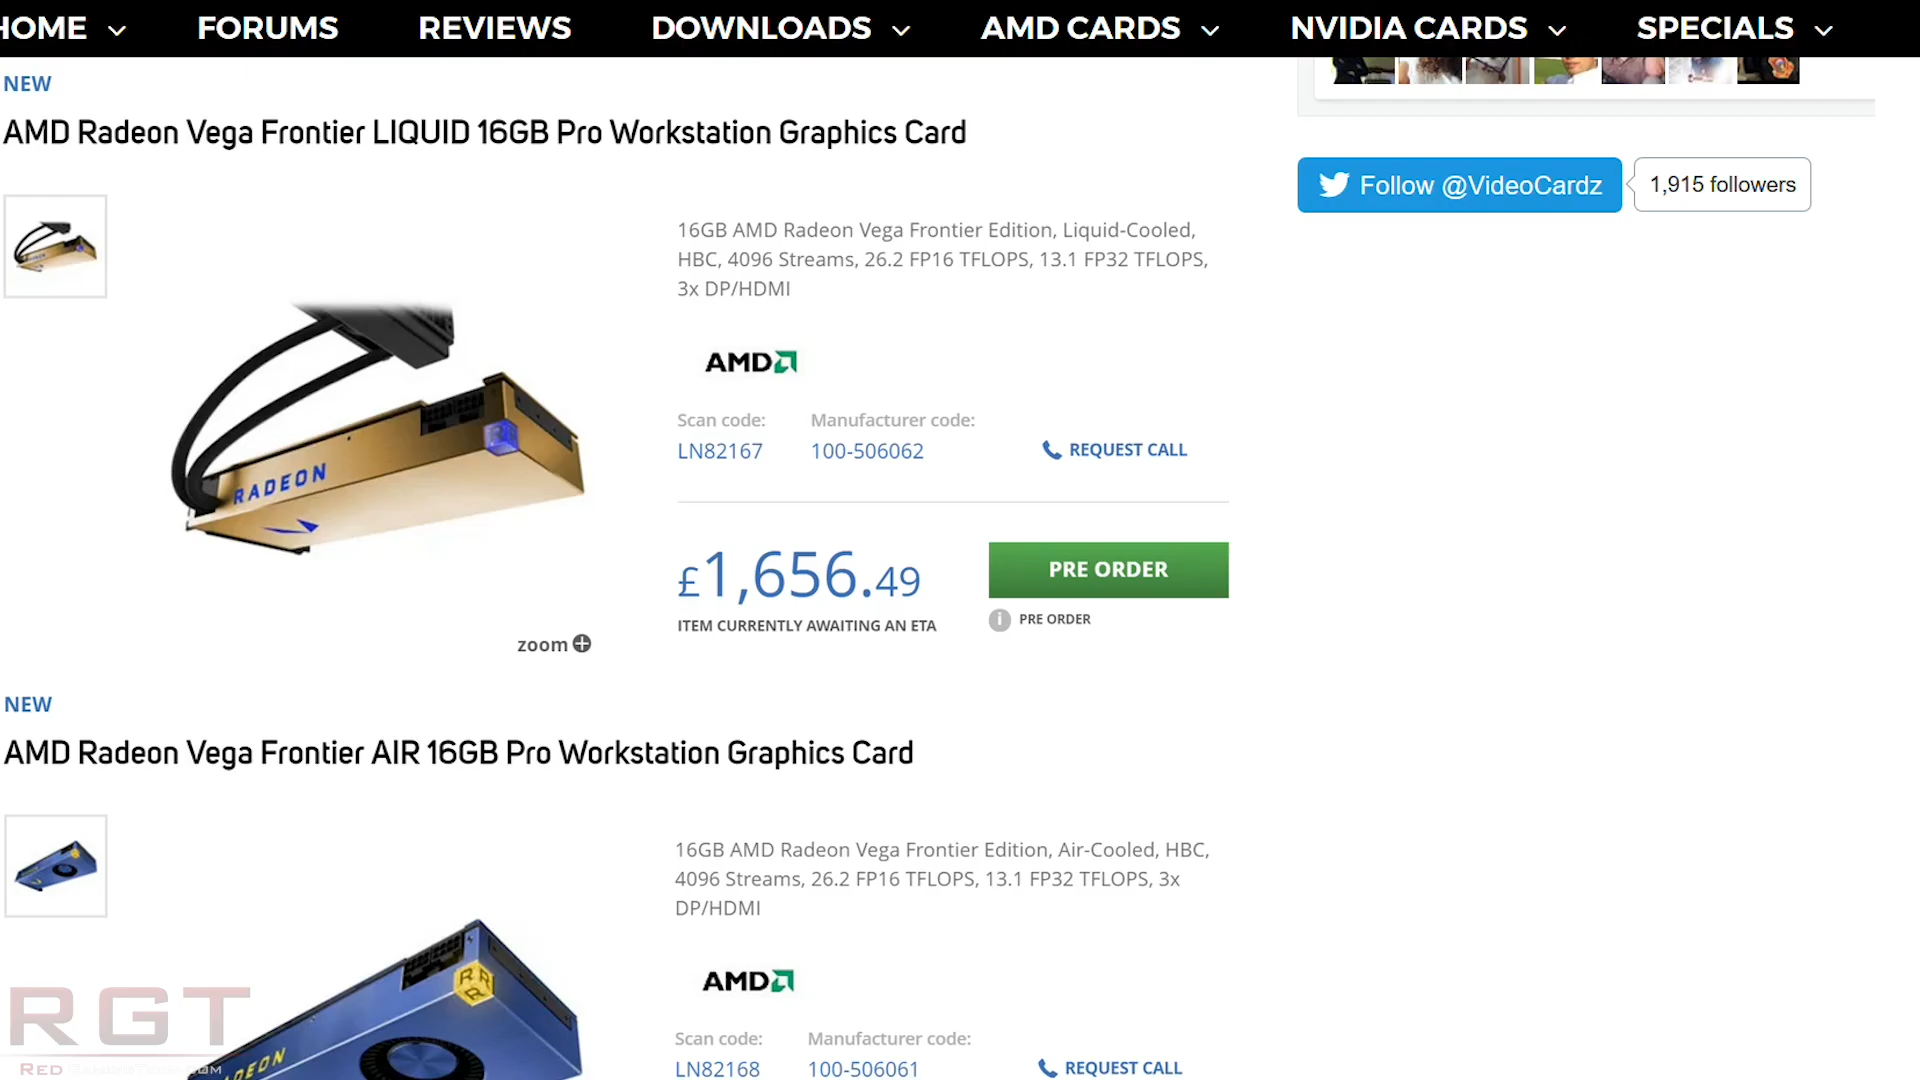 HOME
FORUMS
REVIEWS
DOWNLOADS
AMD CARDS
NVIDIA CARDS
SPECIALS
NEW
AMD Radeon Vega Frontier LIQUID 16GB Pro Workstation Graphics Card
Follow @VideoCardz
1,915 followers
16GB AMD Radeon Vega Frontier Edition, Liquid-Cooled,
HBC, 4096 Streams, 26.2 FP16 TFLOPS, 13.1 FP32 TFLOPS,
3x DP/HDMI
AMD
Scan code:
Manufacturer code:
LN82167
100-506062
REQUEST CALL
RADEON
£1,656.49
PRE ORDER
ITEM CURRENTLY AWAITING AN ETA
PRE ORDER
zoom
NEW
AMD Radeon Vega Frontier AIR 16GB Pro Workstation Graphics Card
16GB AMD Radeon Vega Frontier Edition, Air-Cooled, HBC,
4096 Streams, 26.2 FP16 TFLOPS, 13.1 FP32 TFLOPS, 3x
DP/HDMI
AMD
R R R
Scan code:
Manufacturer code:
LN82168
100-506061
REQUEST CALL
DEON
RGT
RED GAMINGTECH.COM